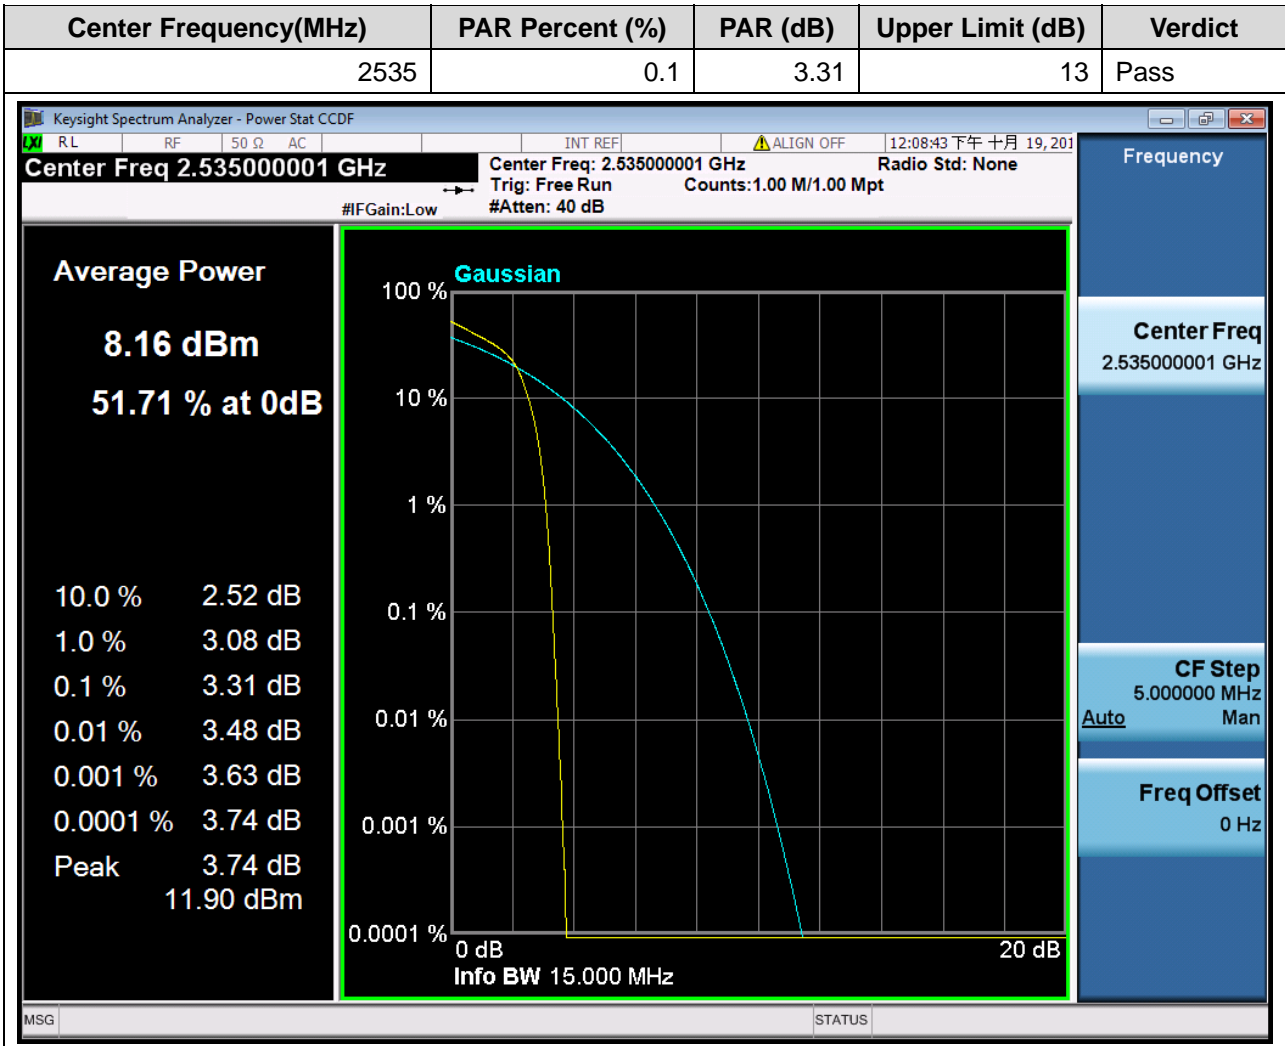 Center Frequency(MHz) PAR Percent (%) PAR (dB) Upper Limit (dB) Verdict
2535 0.1 3.31 13 Pass
Keysight Spectrum Analyzer - Power Stat CCDF
LXI RL RF 50 Ω AC INT REF ALIGN OFF 12:08:43 下午 十月 19, 201
Center Freq 2.535000001 GHz
Center Freq: 2.535000001 GHz Radio Std: None
Trig: Free Run Counts:1.00 M/1.00 Mpt
#IFGain:Low #Atten: 40 dB
Average Power
8.16 dBm
51.71 % at 0dB
10.0 % 2.52 dB
1.0 % 3.08 dB
0.1 % 3.31 dB
0.01 % 3.48 dB
0.001 % 3.63 dB
0.0001 % 3.74 dB
Peak 3.74 dB
11.90 dBm
Gaussian
100 %
10 %
1 %
0.1 %
0.01 %
0.001 %
0.0001 %
0 dB 20 dB
Info BW 15.000 MHz
Frequency
Center Freq
2.535000001 GHz
CF Step
5.000000 MHz
Auto Man
Freq Offset
0 Hz
MSG STATUS